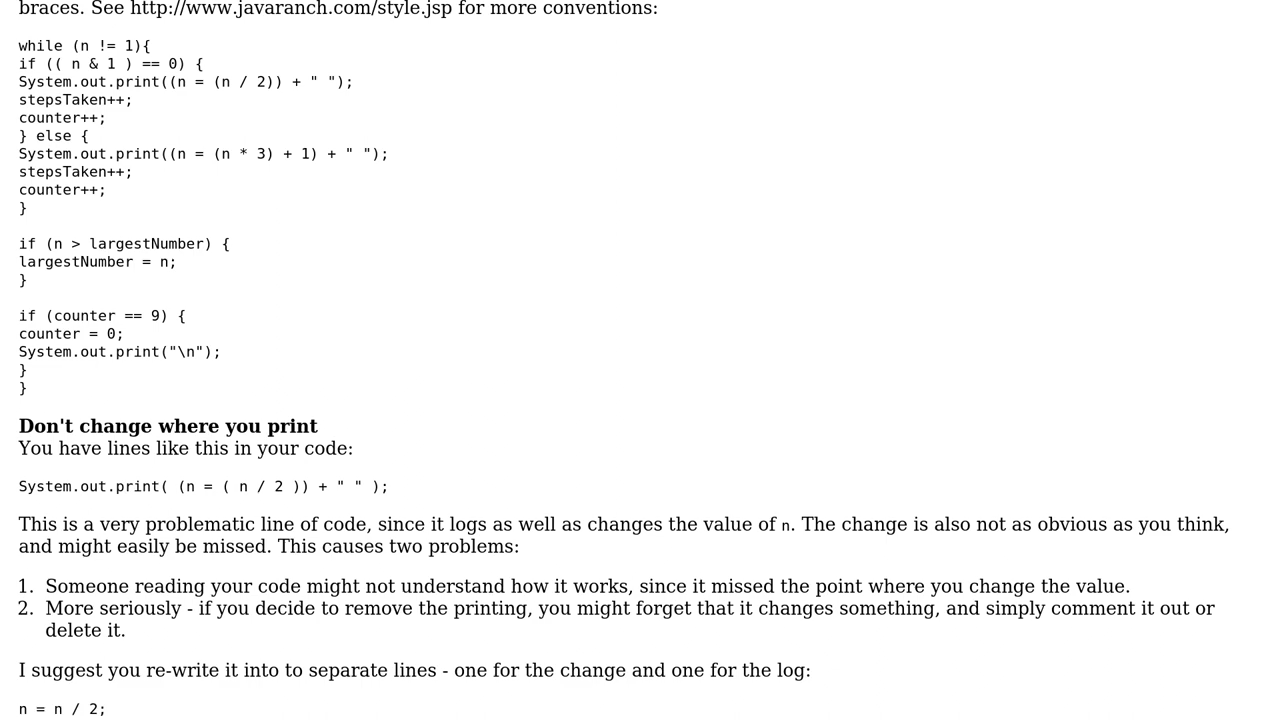 braces. See http://www.javaranch.com/style.jsp for more conventions:
while (n != 1){
if (( n & 1 ) == 0) {
System.out.print((n = (n / 2)) + " ");
stepsTaken++;
counter++;
} else {
System.out.print((n = (n * 3) + 1) + " ");
stepsTaken++;
counter++;
}
if (n > largestNumber) {
largestNumber = n;
}
if (counter == 9) {
counter = 0;
System.out.print("\n");
}
}
Don't change where you print
You have lines like this in your code:
System.out.print( (n = ( n / 2 )) + " " );
This is a very problematic line of code, since it logs as well as changes the value of n. The change is also not as obvious as you think,
and might easily be missed. This causes two problems:
1. Someone reading your code might not understand how it works, since it missed the point where you change the value.
2. More seriously - if you decide to remove the printing, you might forget that it changes something, and simply comment it out or
delete it.
I suggest you re-write it into to separate lines - one for the change and one for the log:
n = n / 2;